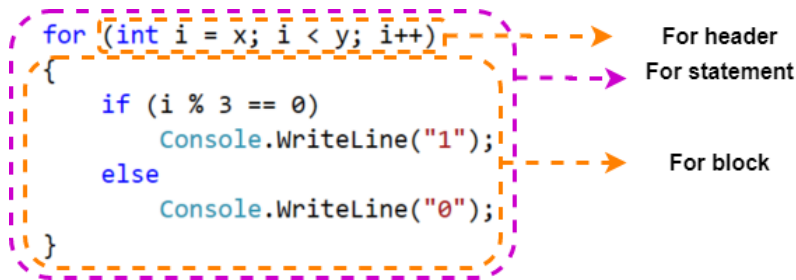 for (int i = x; i < y; i++)
For header
{
For statement
if (i % 3 == 0)
Console.WriteLine("1");
else
For block
Console.WriteLine("0");
}